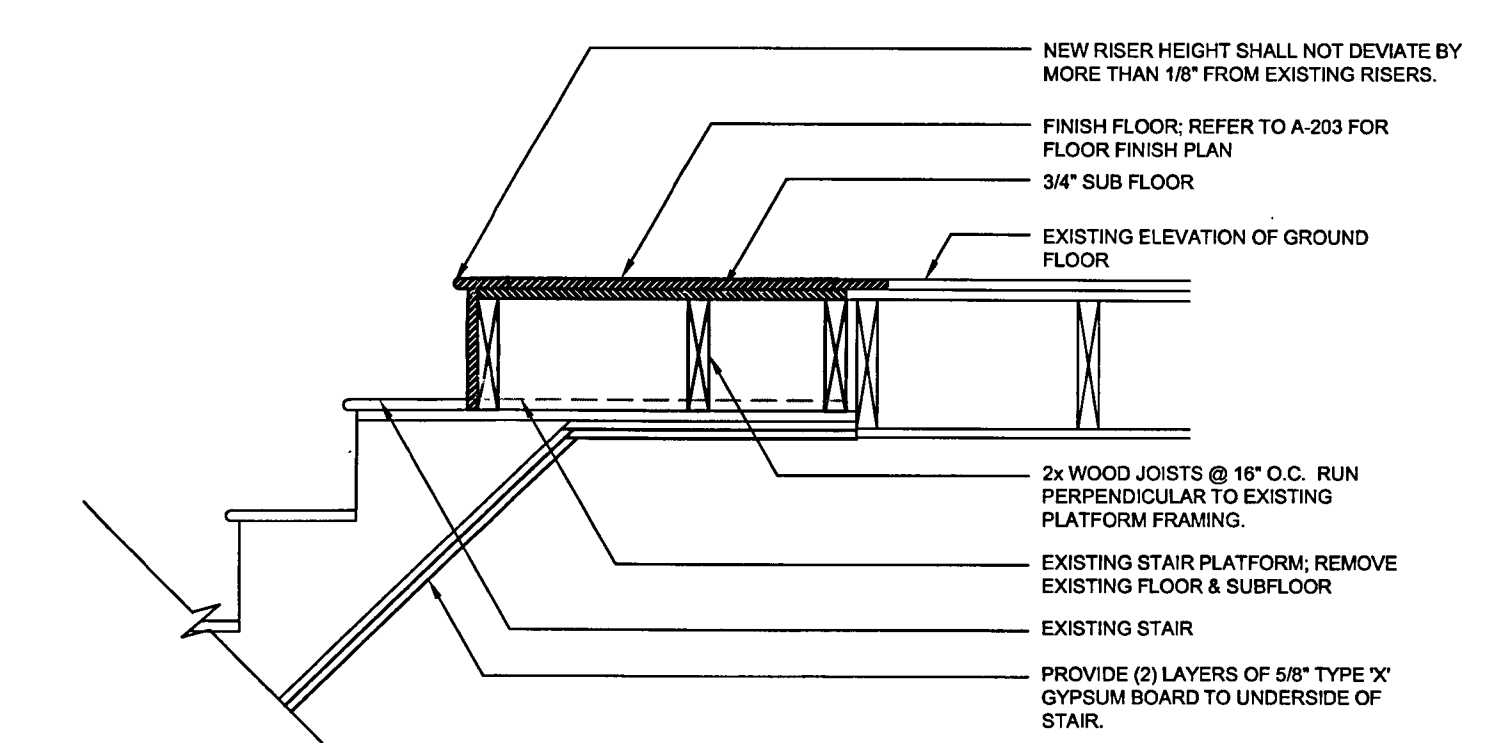 NEW RISER HEIGHT SHALL NOT DEVIATE BY
MORE THAN 1/8" FROM EXISTING RISERS.
FINISH FLOOR; REFER TO A-203 FOR
FLOOR FINISH PLAN
3/4" SUB FLOOR
EXISTING ELEVATION OF GROUND
FLOOR
2x WOOD JOISTS @ 16" O.C. RUN
PERPENDICULAR TO EXISTING
PLATFORM FRAMING.
EXISTING STAIR PLATFORM; REMOVE
EXISTING FLOOR & SUBFLOOR
EXISTING STAIR
PROVIDE (2) LAYERS OF 5/8" TYPE 'X'
GYPSUM BOARD TO UNDERSIDE OF
STAIR.